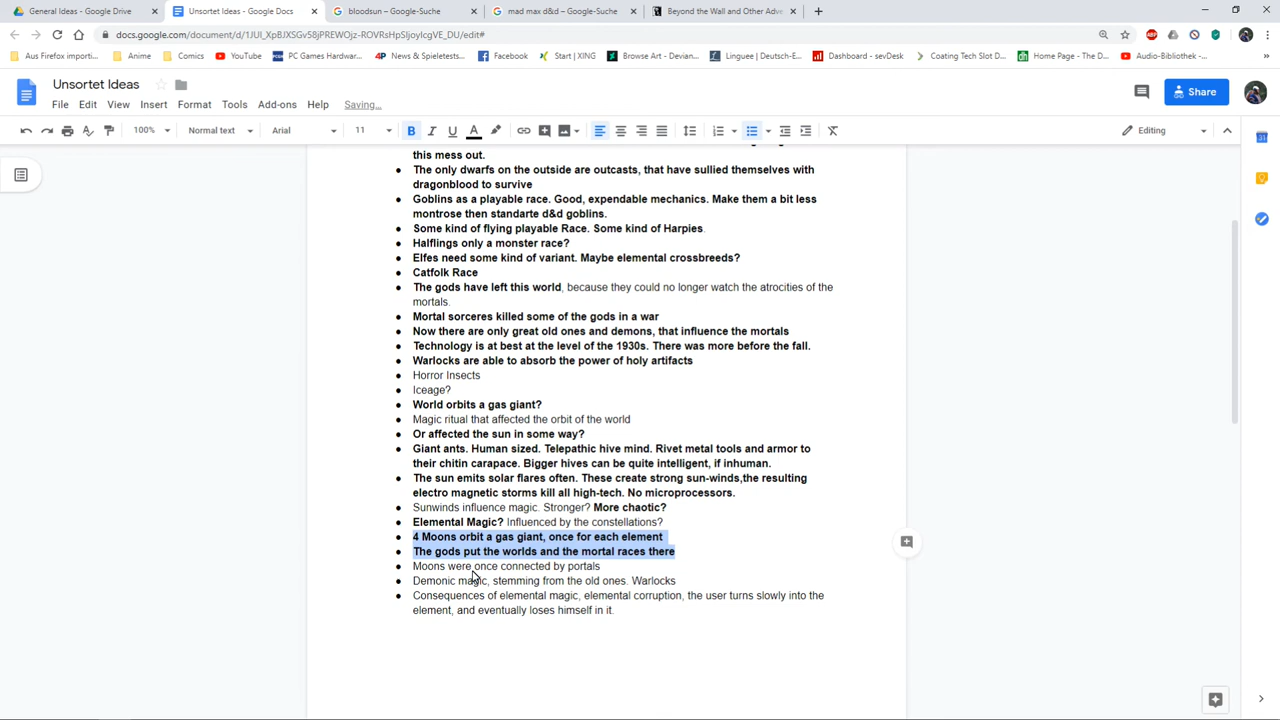 General Ideas - Google Drive
Unsortet Ideas - Google Docs
bloodsun – Google-Suche
mad max d&d – Google-Suche
Beyond the Wall and Other Adve
docs.google.com/document/d/
Aus Firefox importi...
Anime
Comics
YouTube
PC Games Hardwar...
News & Spieletests...
Facebook
Start | XING
Browse Art - Devian...
Linguee | Deutsch-E...
Dashboard - sevDesk
Coating Tech Slot D...
Home Page - The D...
Audio-Bibliothek -...
Unsortet Ideas
Share
File Edit View Insert Format Tools Add-ons Help Saving...
100% Normal text Arial 11 B I U A Editing
this mess out.
The only dwarfs on the outside are outcasts, that have sullied themselves with
dragonblood to survive
Goblins as a playable race. Good, expendable mechanics. Make them a bit less
montrose then standarte d&d goblins.
Some kind of flying playable Race. Some kind of Harpies.
Halflings only a monster race?
Elfes need some kind of variant. Maybe elemental crossbreeds?
Catfolk Race
The gods have left this world, because they could no longer watch the atrocities of the
mortals.
Mortal sorceres killed some of the gods in a war
Now there are only great old ones and demons, that influence the mortals
Technology is at best at the level of the 1930s. There was more before the fall.
Warlocks are able to absorb the power of holy artifacts
Horror Insects
Iceage?
World orbits a gas giant?
Magic ritual that affected the orbit of the world
Or affected the sun in some way?
Giant ants. Human sized. Telepathic hive mind. Rivet metal tools and armor to
their chitin carapace. Bigger hives can be quite intelligent, if inhuman.
The sun emits solar flares often. These create strong sun-winds,the resulting
electro magnetic storms kill all high-tech. No microprocessors.
Sunwinds influence magic. Stronger? More chaotic?
Elemental Magic? Influenced by the constellations?
4 Moons orbit a gas giant, once for each element
The gods put the worlds and the mortal races there
Moons were once connected by portals
Demonic magic, stemming from the old ones. Warlocks
Consequences of elemental magic, elemental corruption, the user turns slowly into the
element, and eventually loses himself in it.